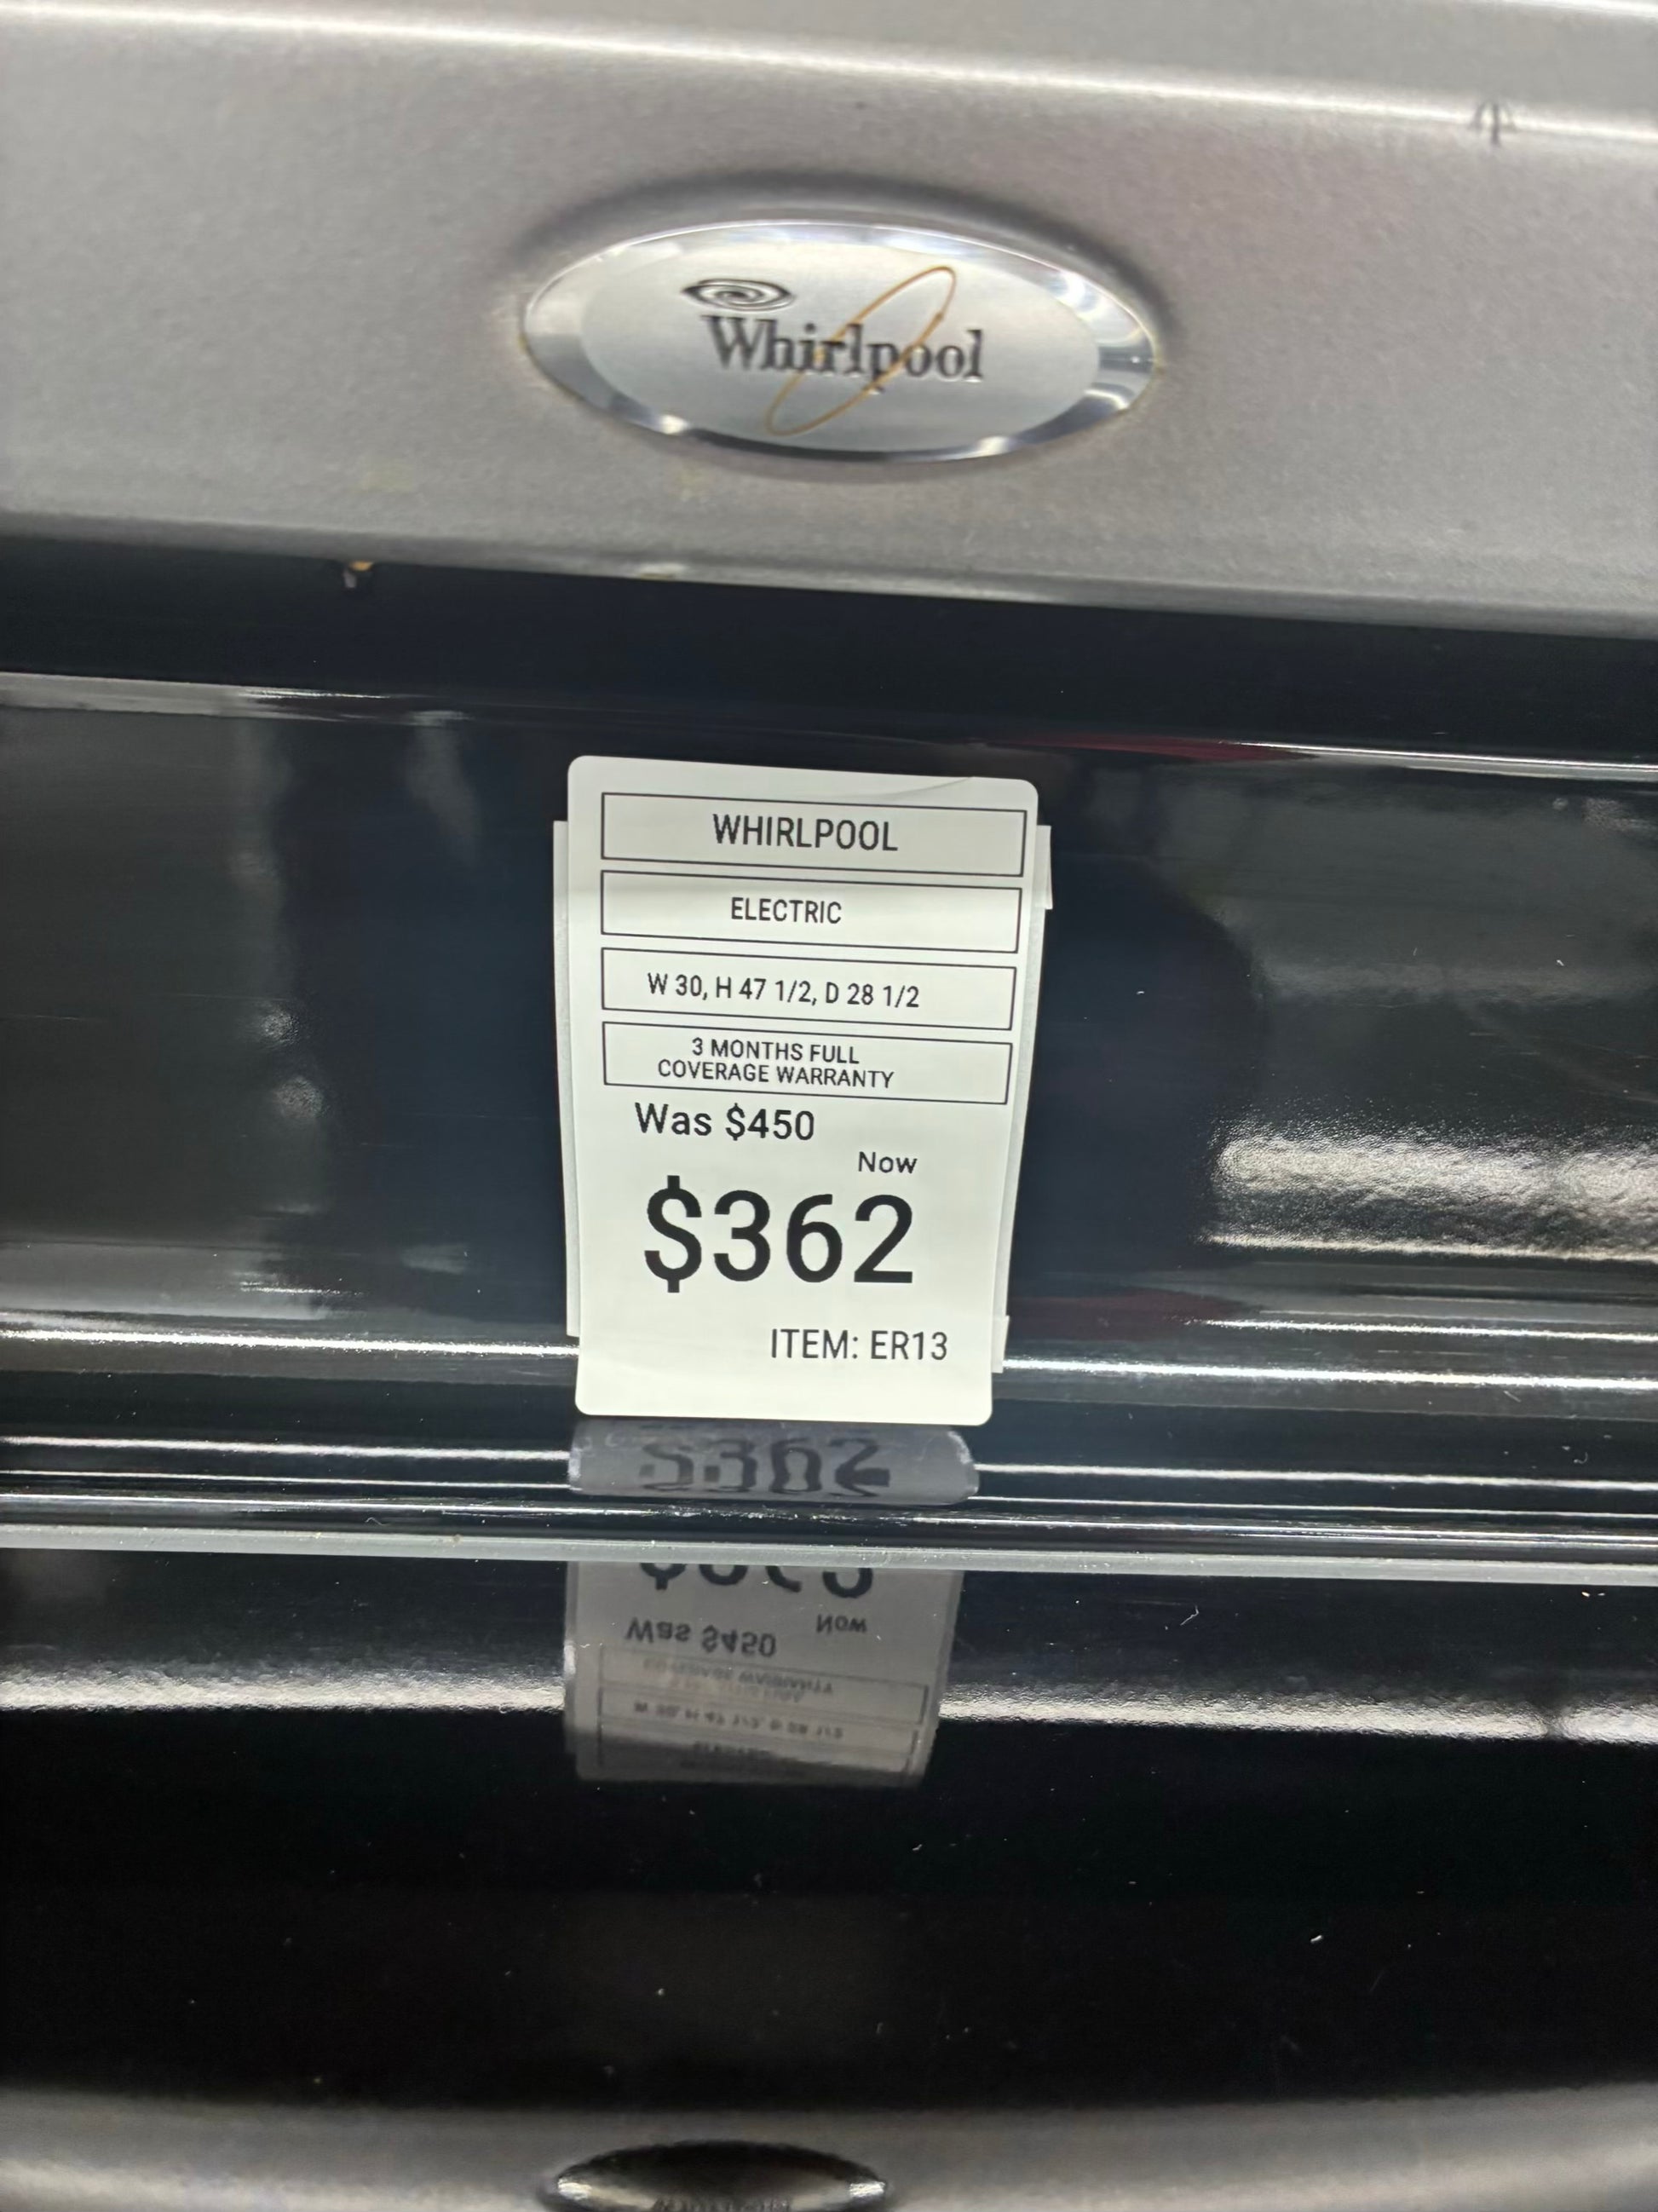 Whirlpool
WHIRLPOOL
ELECTRIC
W 30, H 47 1/2, D 28 1/2
3 MONTHS FULL
COVERAGE WARRANTY
Was $450
Now
$362
ITEM: ER13